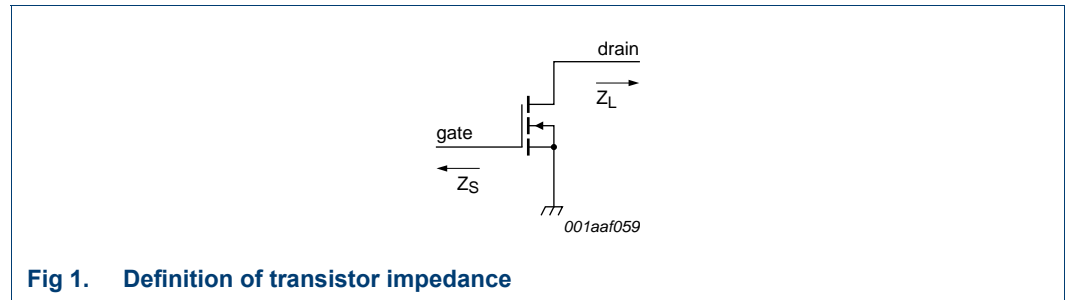 drain
ZL
gate
ZS
001aaf059
Fig 1. Definition of transistor impedance